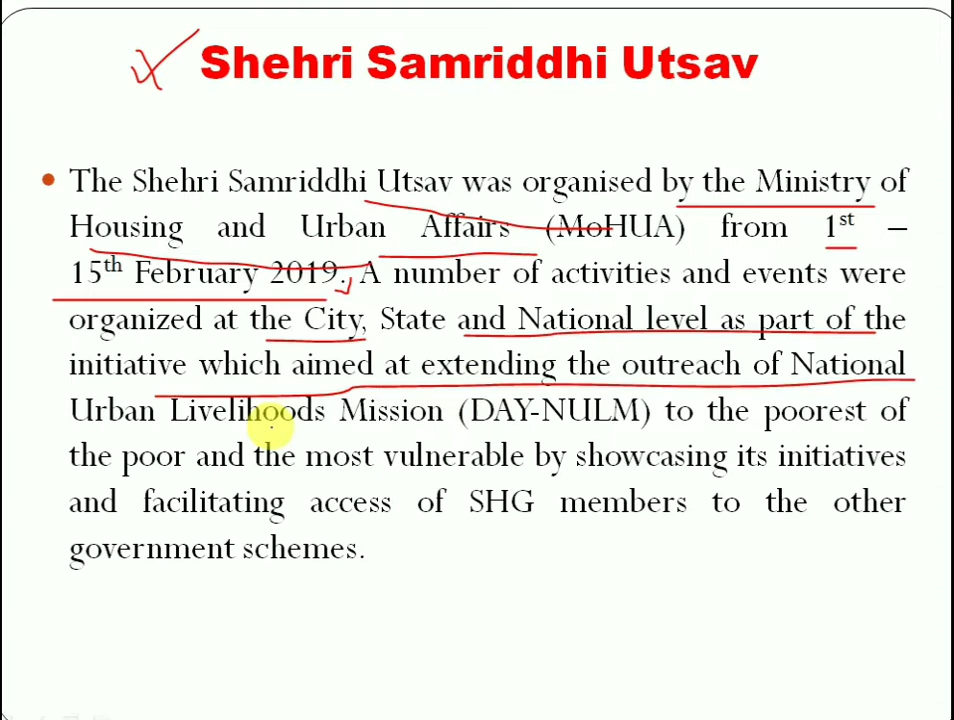 Shehri Samriddhi Utsav
• The Shehri Samriddhi Utsav was organised by the Ministry of
Housing and Urban Affairs (MoHUA) from 1st –
15th February 2019. A number of activities and events were
organized at the City, State and National level as part of the
initiative which aimed at extending the outreach of National
Urban Livelihoods Mission (DAY-NULM) to the poorest of
the poor and the most vulnerable by showcasing its initiatives
and facilitating access of SHG members to the other
government schemes.